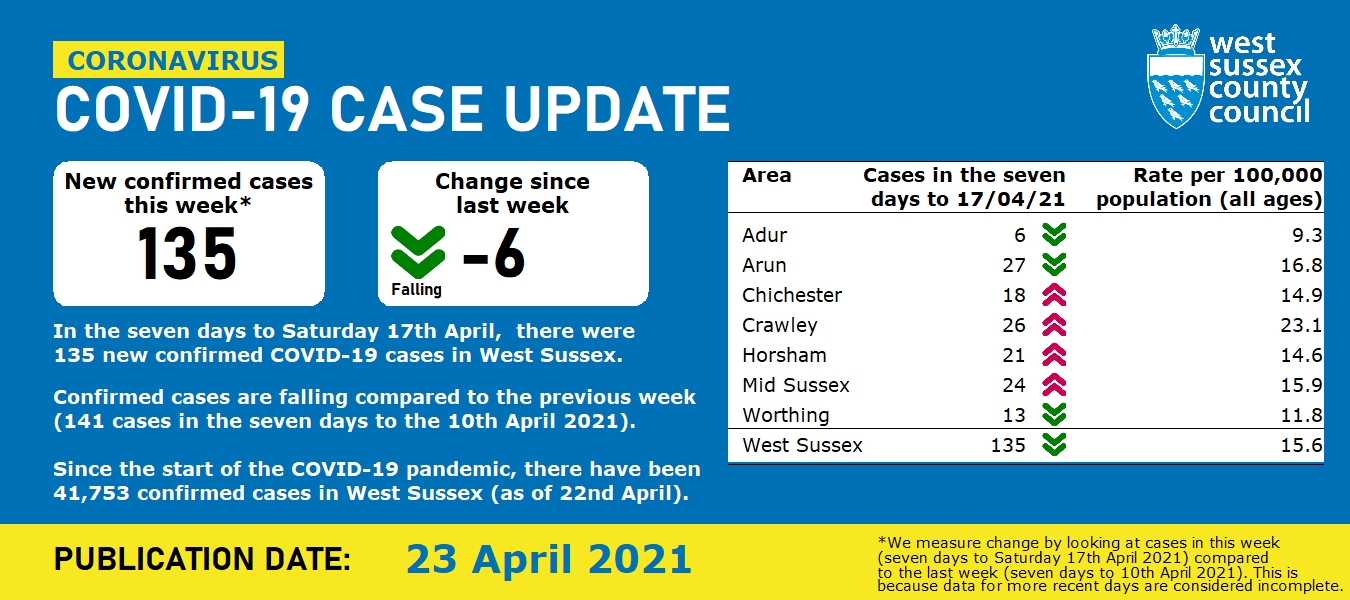 CORONAVIRUS
COVID-19 CASE UPDATE
west
sussex
county
council
New confirmed cases
this week*
135
Change since
last week
-6
Falling
In the seven days to Saturday 17th April,  there were
135 new confirmed COVID-19 cases in West Sussex.
Confirmed cases are falling compared to the previous week
(141 cases in the seven days to the 10th April 2021).
Since the start of the COVID-19 pandemic, there have been
41,753 confirmed cases in West Sussex (as of 22nd April).
Area Cases in the seven Rate per 100,000
days to 17/04/21 population (all ages)
Adur 6 9.3
Arun 27 16.8
Chichester 18 14.9
Crawley 26 23.1
Horsham 21 14.6
Mid Sussex 24 15.9
Worthing 13 11.8
West Sussex 135 15.6
PUBLICATION DATE: 23 April 2021
*We measure change by looking at cases in this week
(seven days to Saturday 17th April 2021) compared
to the last week (seven days to 10th April 2021). This is
because data for more recent days are considered incomplete.